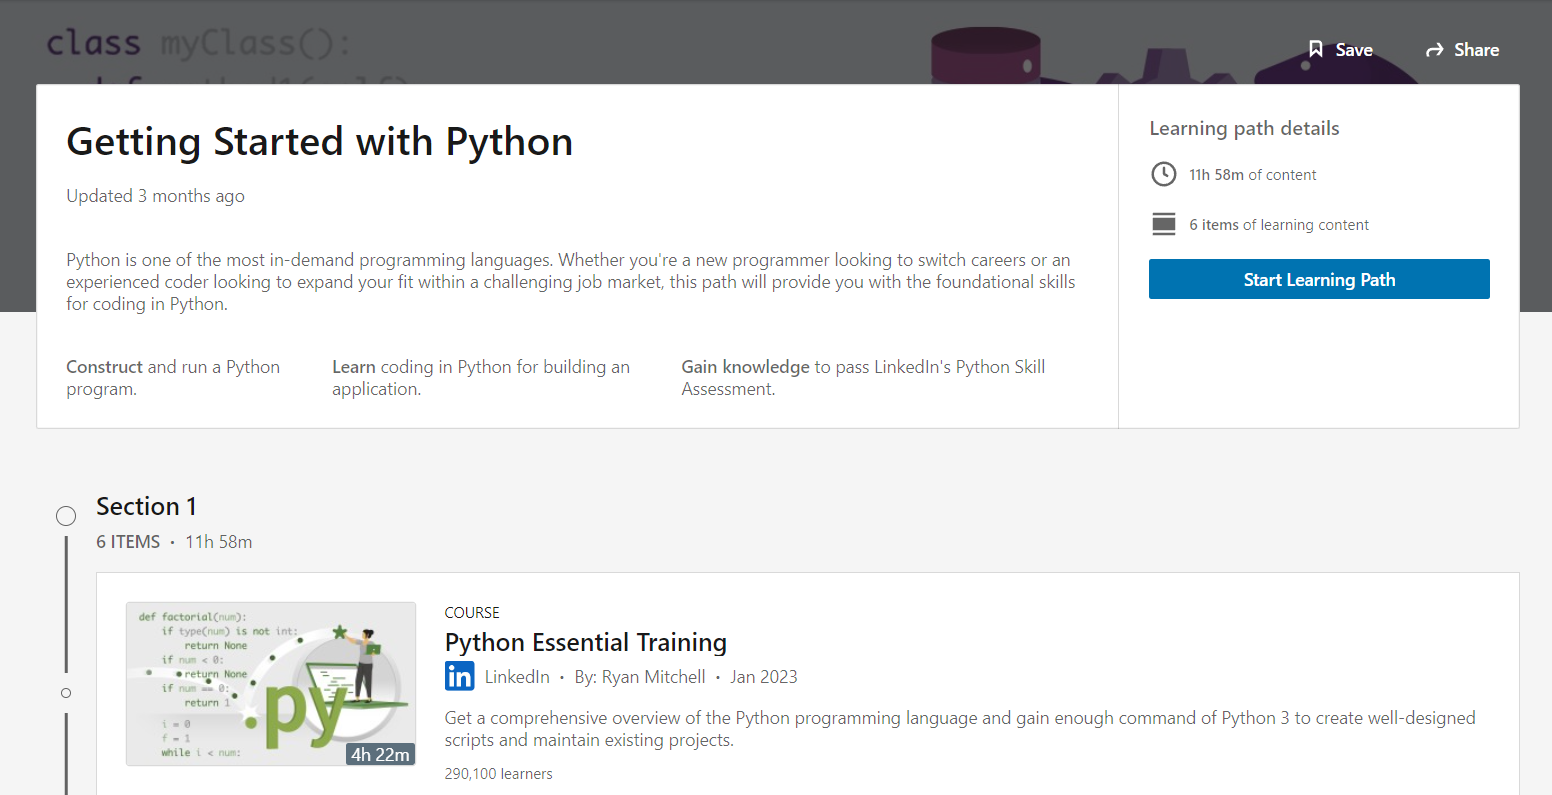 class myClass():
Save
Share
Getting Started with Python
Updated 3 months ago
Python is one of the most in-demand programming languages. Whether you're a new programmer looking to switch careers or an
experienced coder looking to expand your fit within a challenging job market, this path will provide you with the foundational skills
for coding in Python.
Construct and run a Python
program.
Learn coding in Python for building an
application.
Gain knowledge to pass LinkedIn's Python Skill
Assessment.
Learning path details
11h 58m of content
6 items of learning content
Start Learning Path
Section 1
6 ITEMS • 11h 58m
def factorial(num):
if type(num) is not int:
return None
if num < 0:
return None
if num == 0:
return 1
i = 0
f = 1
while i < num:
.py
4h 22m
COURSE
Python Essential Training
in LinkedIn • By: Ryan Mitchell • Jan 2023
Get a comprehensive overview of the Python programming language and gain enough command of Python 3 to create well-designed
scripts and maintain existing projects.
290,100 learners